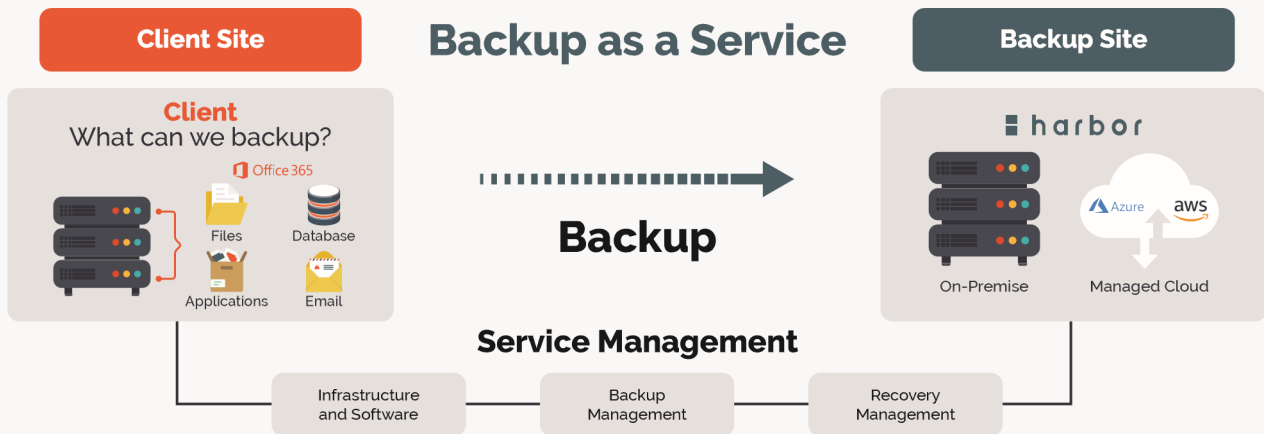 Client Site
Backup as a Service
Backup Site
Client
What can we backup?
Office 365
Files
Database
Applications
Email
Backup
harbor
Azure
aws
On-Premise
Managed Cloud
Service Management
Infrastructure
and Software
Backup
Management
Recovery
Management